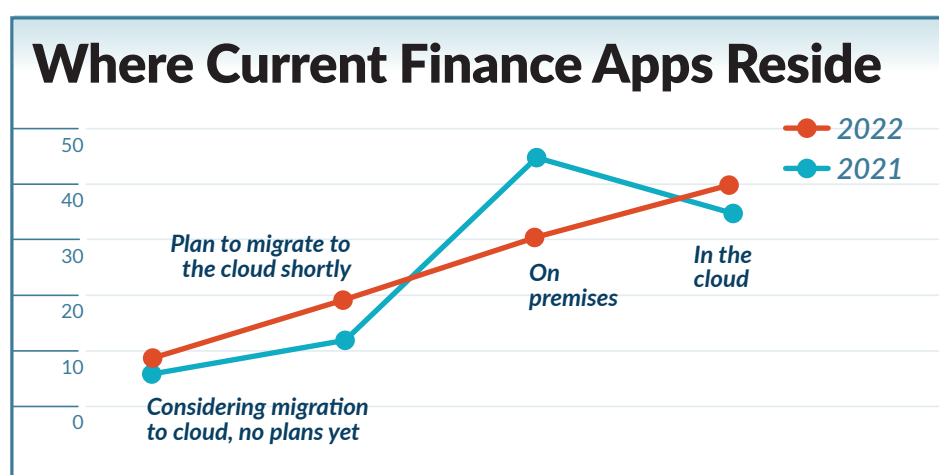 Where Current Finance Apps Reside
2022
2021
50
40
30
20
10
0
Plan to migrate to
the cloud shortly
On
premises
In the
cloud
Considering migration
to cloud, no plans yet